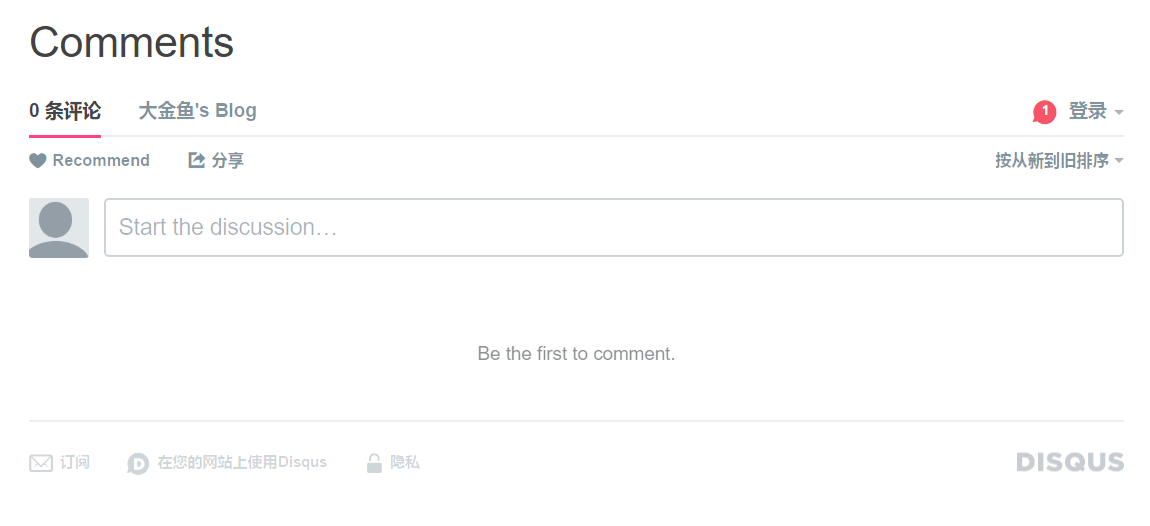 Comments
0 条评论 大金鱼's Blog 1 登录
Recommend 分享 按从新到旧排序
Start the discussion…
Be the first to comment.
订阅 D 在您的网站上使用Disqus 隐私 DISQUS